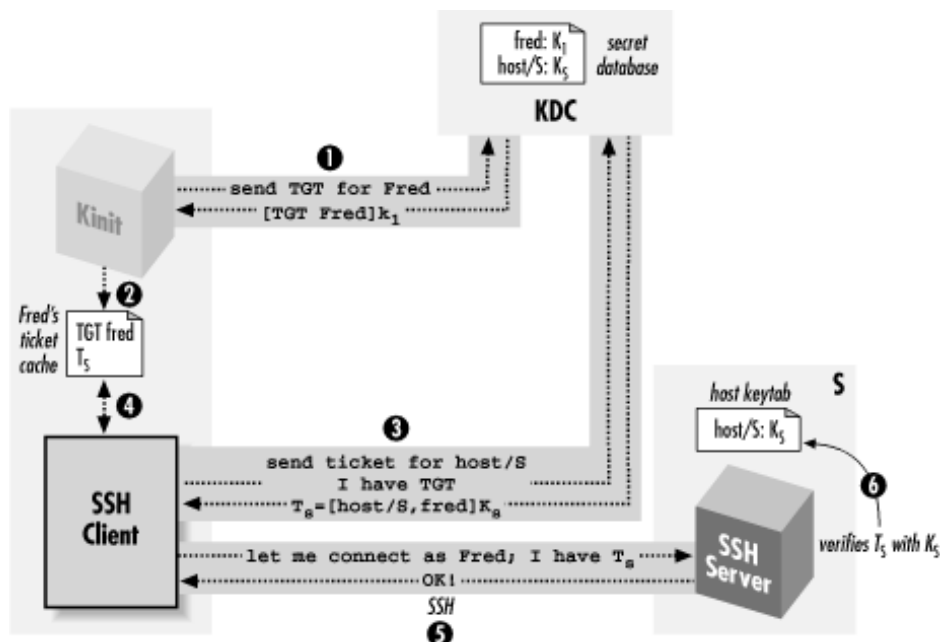 fred: K1
host/S: KS
secret
database
KDC
1
send TGT for Fred
[TGT Fred]k1
Kinit
2
Fred's
ticket
cache
TGT fred
TS
4
3
send ticket for host/S
I have TGT
Ts=[host/S,fred]Ks
SSH
Client
S
host keytab
host/S: KS
6
verifies TS with KS
SSH
Server
let me connect as Fred; I have Ts
OK!
SSH
5